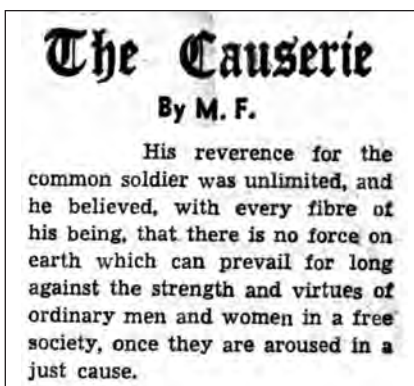 The Causerie
By M. F.
His reverence for the
common soldier was unlimited, and
he believed, with every fibre of
his being, that there is no force on
earth which can prevail for long
against the strength and virtues of
ordinary men and women in a free
society, once they are aroused in a
just cause.